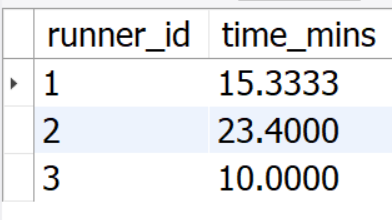 runner_id time_mins
1 15.3333
2 23.4000
3 10.0000